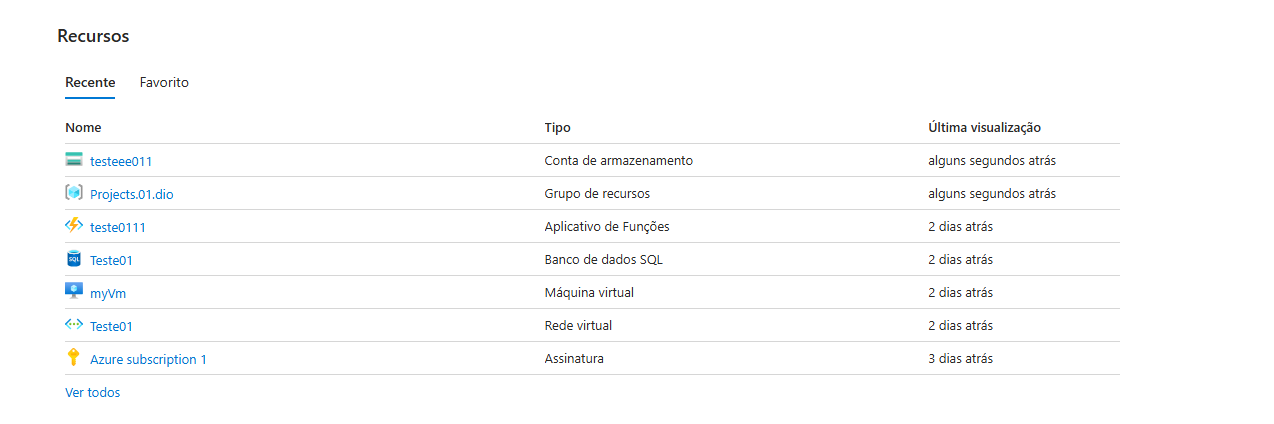 Recursos
Recente Favorito
Nome Tipo Última visualização
testeee011 Conta de armazenamento alguns segundos atrás
Projects.01.dio Grupo de recursos alguns segundos atrás
teste0111 Aplicativo de Funções 2 dias atrás
SQL Teste01 Banco de dados SQL 2 dias atrás
myVm Máquina virtual 2 dias atrás
Teste01 Rede virtual 2 dias atrás
Azure subscription 1 Assinatura 3 dias atrás
Ver todos